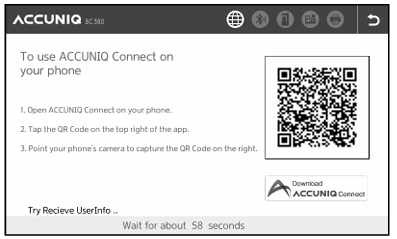 ACCUNIQ BC380
To use ACCUNIQ Connect on
your phone
1. Open ACCUNIQ Connect on your phone.
2. Tap the QR Code on the top right of the app.
3. Point your phone's camera to capture the QR Code on the right.
Download
ACCUNIQ Connect
Try Recieve UserInfo ..
Wait for about 58 seconds